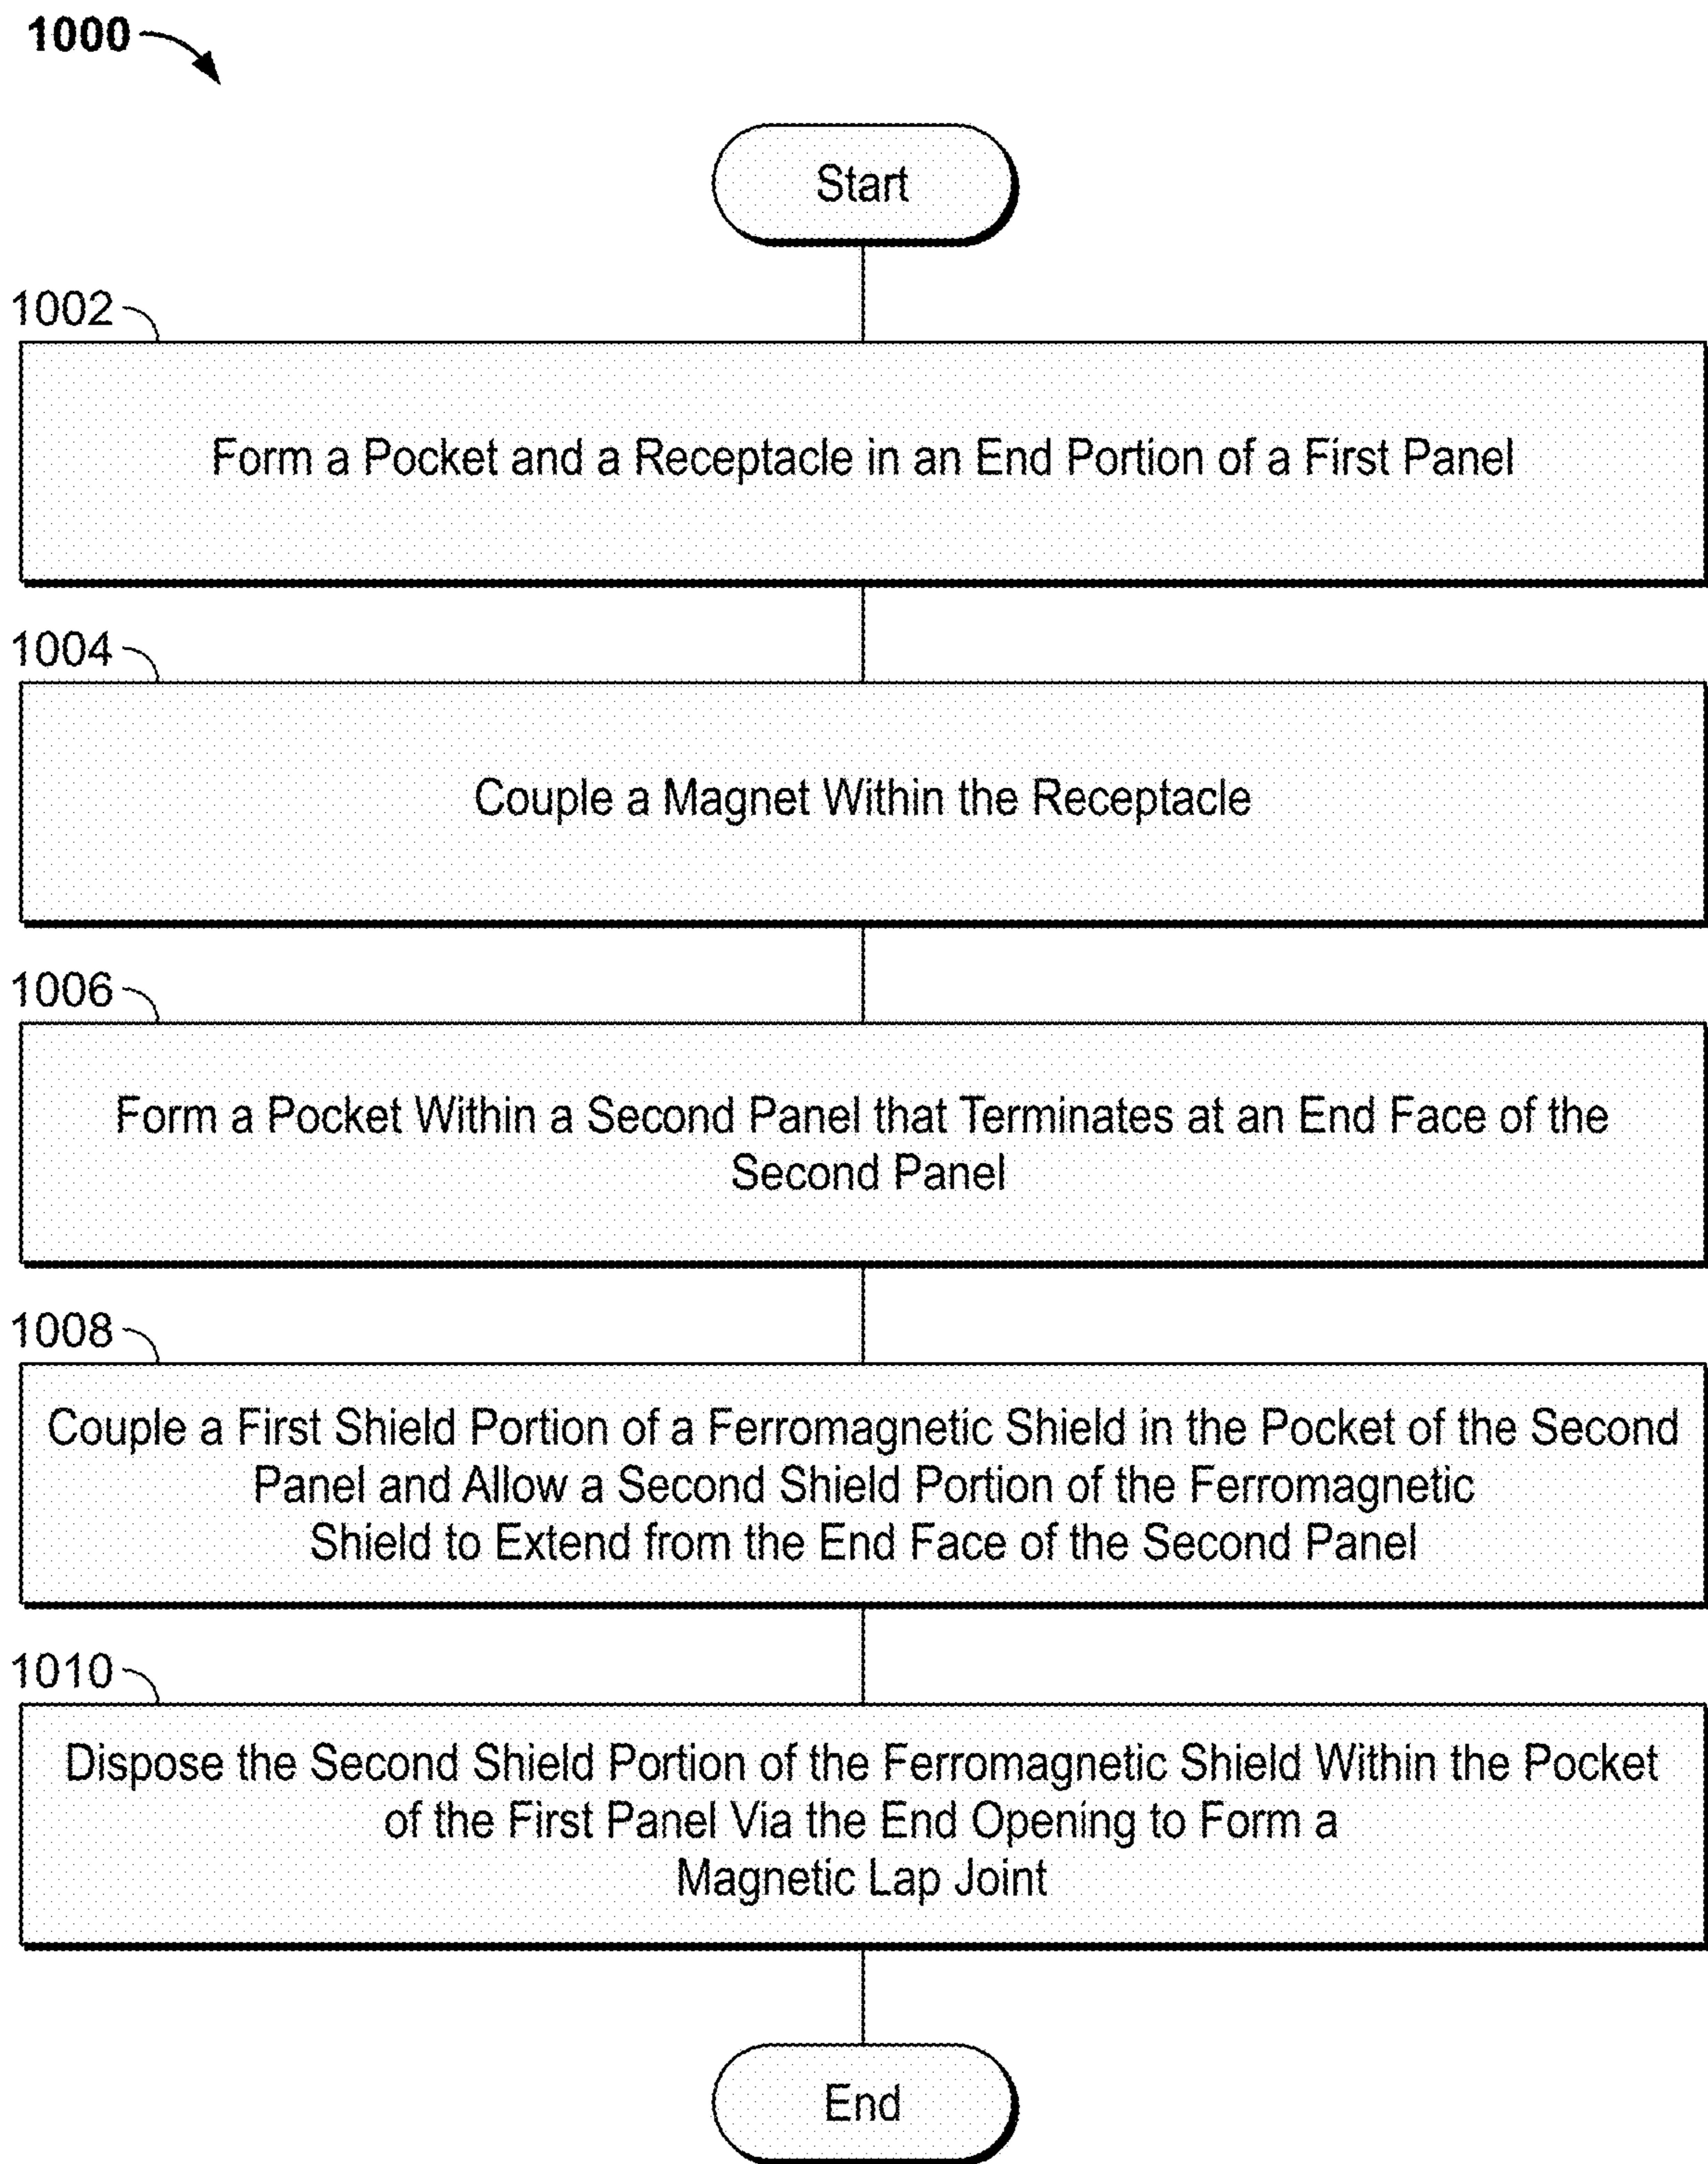 1000
Start
1002
Form a Pocket and a Receptacle in an End Portion of a First Panel
1004
Couple a Magnet Within the Receptacle
1006
Form a Pocket Within a Second Panel that Terminates at an End Face of the
Second Panel
1008
Couple a First Shield Portion of a Ferromagnetic Shield in the Pocket of the Second
Panel and Allow a Second Shield Portion of the Ferromagnetic
Shield to Extend from the End Face of the Second Panel
1010
Dispose the Second Shield Portion of the Ferromagnetic Shield Within the Pocket
of the First Panel Via the End Opening to Form a
Magnetic Lap Joint
End